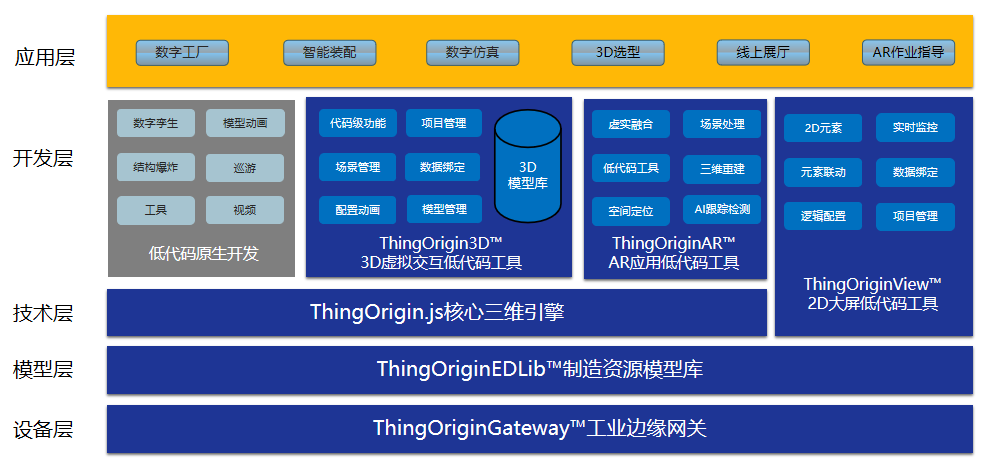 应用层
数字工厂
智能装配
数字仿真
3D选型
线上展厅
AR作业指导
开发层
数字孪生
模型动画
结构爆炸
巡游
工具
视频
低代码原生开发
代码级功能
项目管理
场景管理
数据绑定
配置动画
模型管理
3D
模型库
ThingOrigin3D™
3D虚拟交互低代码工具
虚实融合
场景处理
低代码工具
三维重建
空间定位
AI跟踪检测
ThingOriginAR™
AR应用低代码工具
2D元素
实时监控
元素联动
数据绑定
逻辑配置
项目管理
ThingOriginView™
2D大屏低代码工具
技术层
ThingOrigin.js核心三维引擎
模型层
ThingOriginEDLib™制造资源模型库
设备层
ThingOriginGateway™工业边缘网关